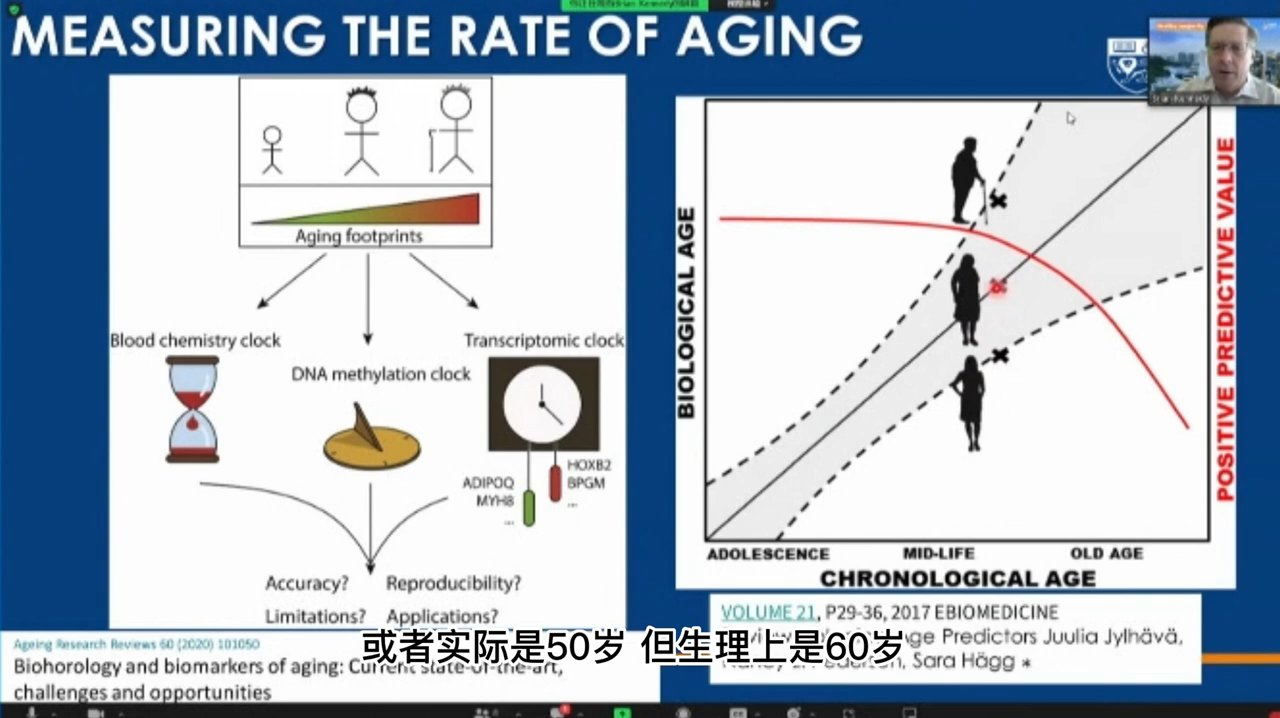 MEASURING THE RATE OF AGING
Aging footprints
Blood chemistry clock
Transcriptomic clock
DNA methylation clock
HOXB2
BPGM
...
ADIPOQ
MYH8
...
Accuracy?
Reproducibility?
Limitations?
Applications?
Ageing Research Reviews 60 (2020) 101050
Biohorology and biomarkers of aging: Current state-of-the-art,
challenges and opportunities
BIOLOGICAL AGE
POSITIVE PREDICTIVE VALUE
ADOLESCENCE
MID-LIFE
OLD AGE
CHRONOLOGICAL AGE
VOLUME 21, P29-36, 2017 EBIOMEDICINE
Age Predictors Juulia Jylhävä,
Sara Hägg *
或者实际是50岁 但生理上是60岁